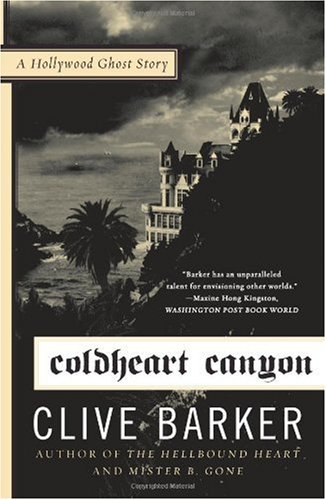 A Hollywood Ghost Story
"Barker has an unparalleled
talent for envisioning other worlds."
—Maxine Hong Kingston,
WASHINGTON POST BOOK WORLD
coldheart canyon
CLIVE BARKER
AUTHOR OF THE HELLBOUND HEART
AND MISTER B. GONE